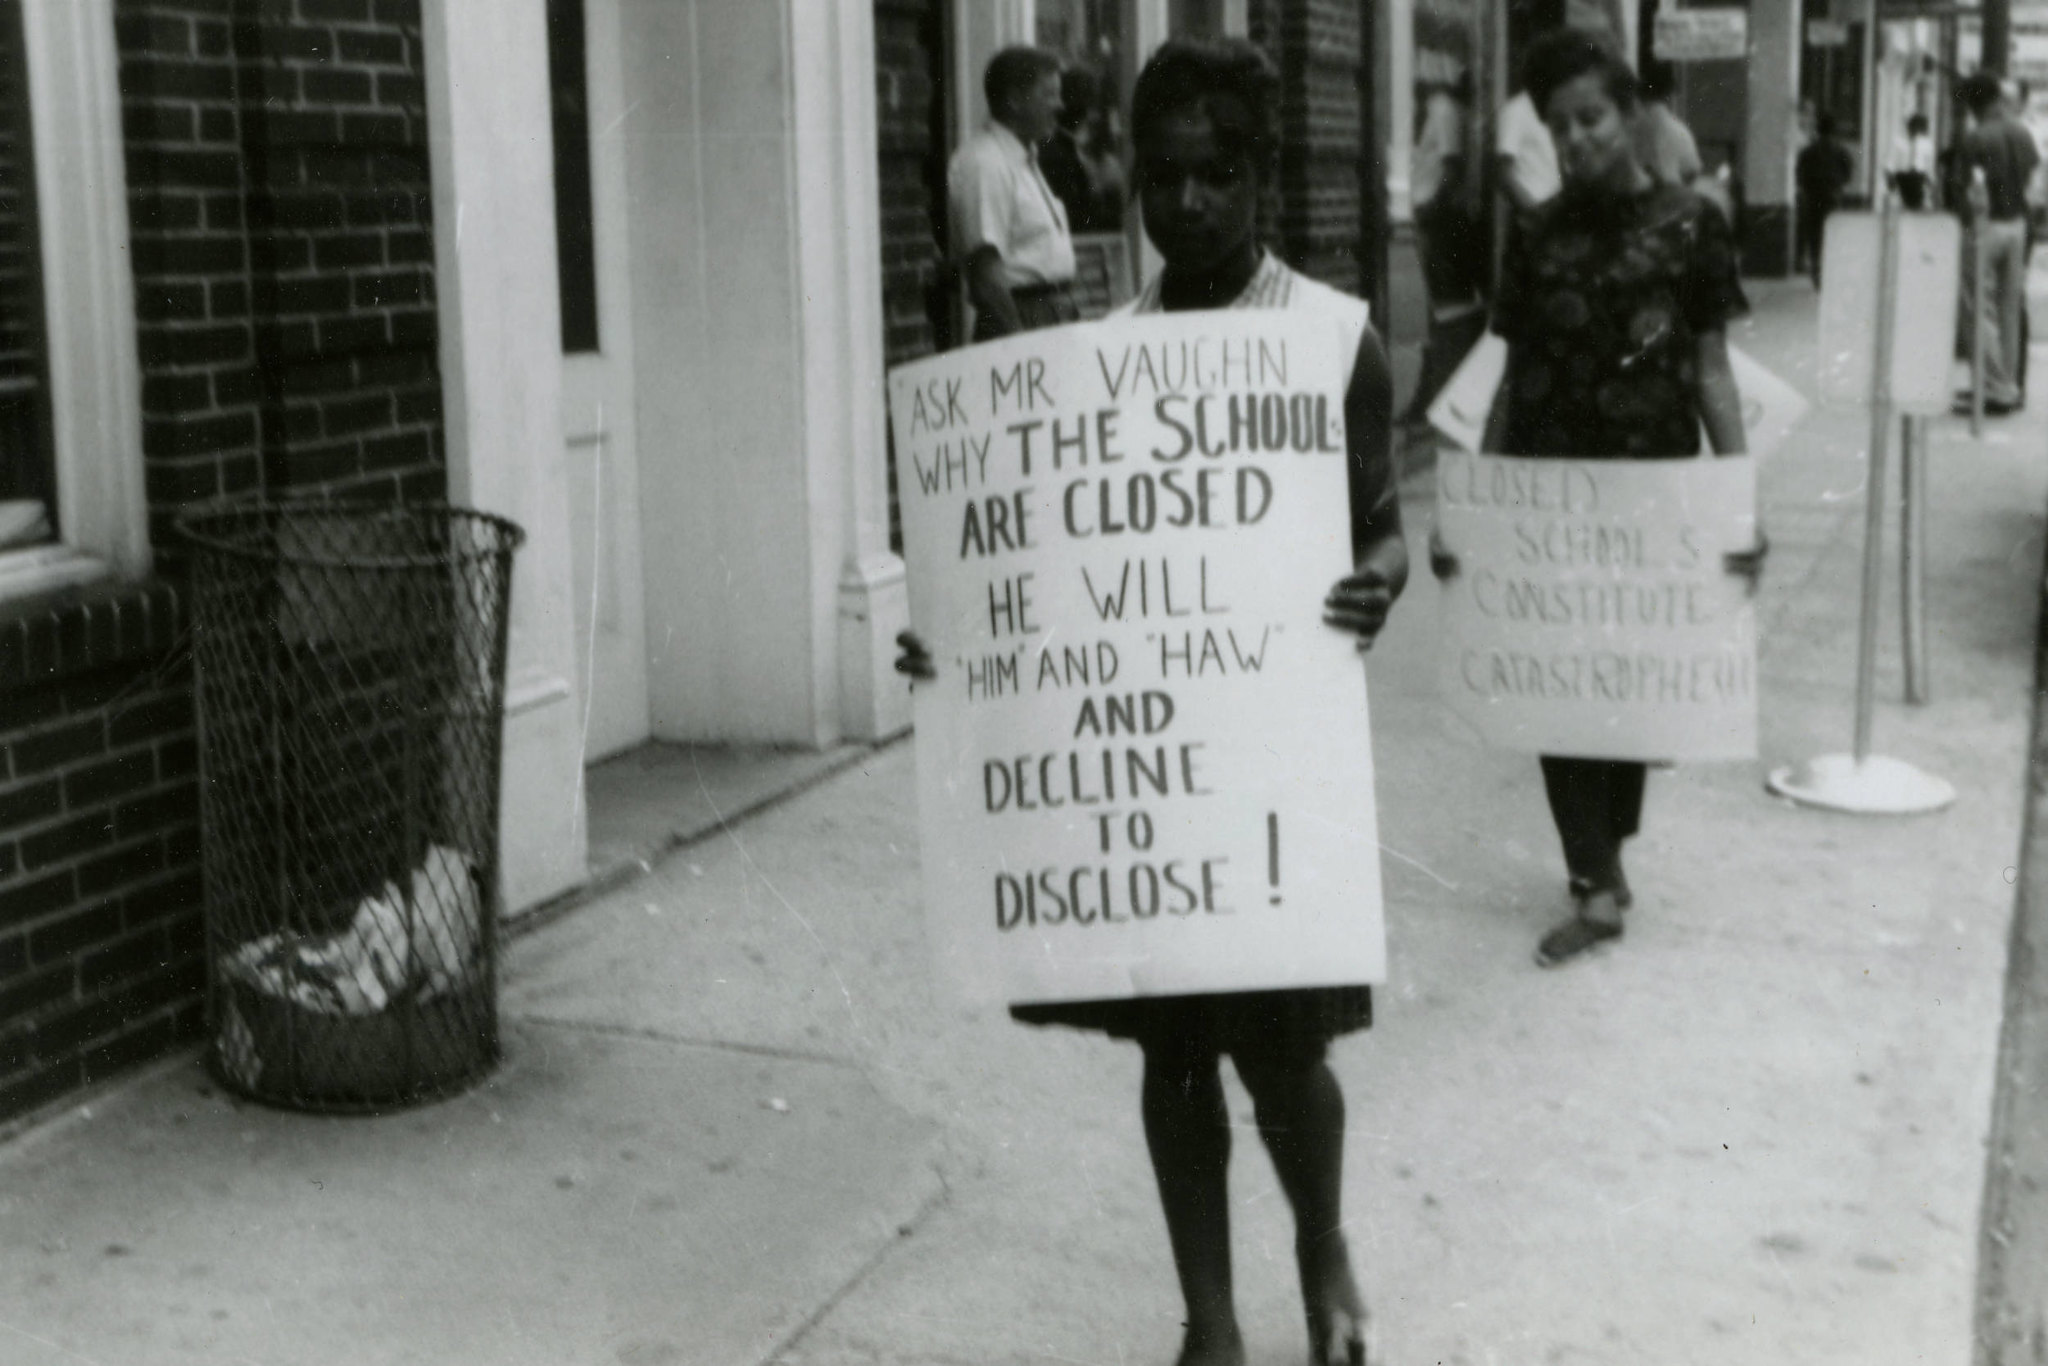 "ASK MR VAUGHN
WHY THE SCHOOLS
ARE CLOSED
HE WILL
"HIM" AND "HAW"
AND
DECLINE
TO
DISCLOSE!
CLOSED
SCHOOLS
CONSTITUTE
CATASTROPHE!!!